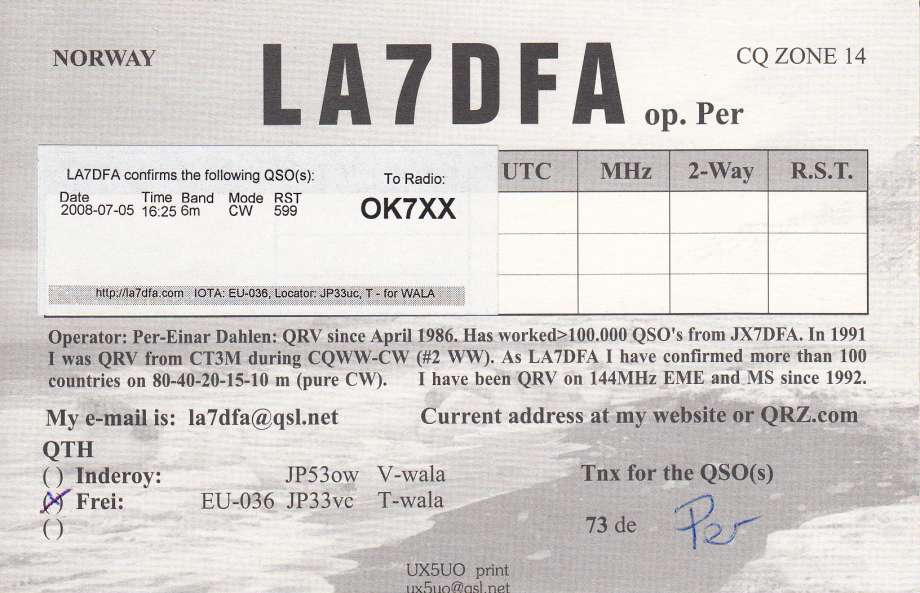 NORWAY
LA7DFA
op. Per
CQ ZONE 14
LA7DFA confirms the following QSO(s):
To Radio:
Date Time Band Mode RST
2008-07-05 16:25 6m CW 599
OK7XX
http://la7dfa.com IOTA: EU-036, Locator: JP33uc, T - for WALA
UTC MHz 2-Way R.S.T.
Operator: Per-Einar Dahlen: QRV since April 1986. Has worked>100.000 QSO's from JX7DFA. In 1991
I was QRV from CT3M during CQWW-CW (#2 WW). As LA7DFA I have confirmed more than 100
countries on 80-40-20-15-10 m (pure CW). I have been QRV on 144MHz EME and MS since 1992.
My e-mail is: la7dfa@qsl.net Current address at my website or QRZ.com
QTH
( ) Inderoy: JP53ow V-wala
(X) Frei: EU-036 JP33vc T-wala
( )
Tnx for the QSO(s)
73 de Per
UX5UO print
ux5uo@qsl.net